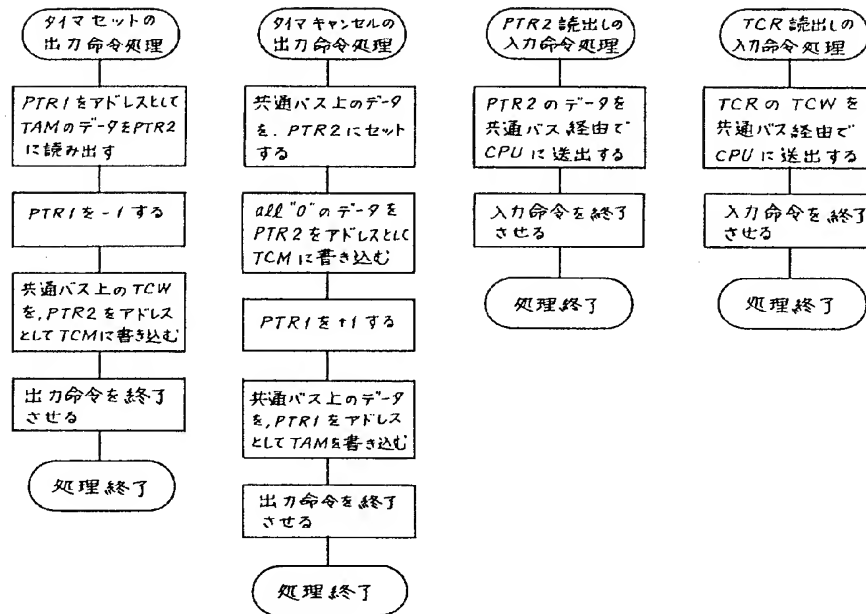 タイマセットの
出力命令処理
PTR1をアドレスとして
TAMのデータをPTR2
に読み出す
PTR1を-1する
共通バス上のTCW
を,PTR2をアドレス
としてTCMに書き込む
出力命令を終了
させる
処理終了
タイマキャンセルの
出力命令処理
共通バス上のデータ
を.PTR2にセット
する
all "0"のデータを
PTR2をアドレスとして
TCMに書き込む
PTR1を+1する
共通バス上のデータ
を,PTR1をアドレス
としてTAMを書き込む
出力命令を終了
させる
処理終了
PTR2読出しの
入力命令処理
PTR2のデータを
共通バス経由で
CPUに送出する
入力命令を終了
させる
処理終了
TCR読出しの
入力命令処理
TCRのTCWを
共通バス経由で
CPUに送出する
入力命令を終了
させる
処理終了